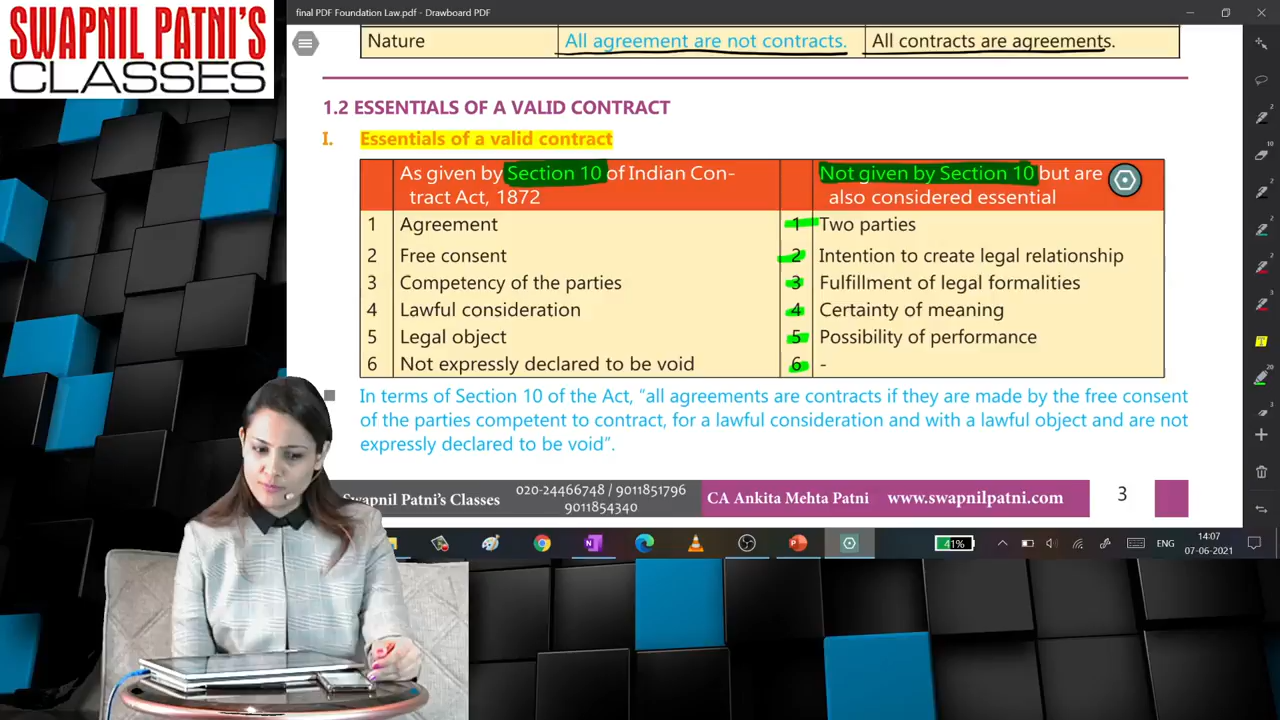 SWAPNIL PATNI'S
CLASSES
final PDF Foundation Law.pdf - Drawboard PDF
Nature All agreement are not contracts. All contracts are agreements.
1.2 ESSENTIALS OF A VALID CONTRACT
I. Essentials of a valid contract
As given by Section 10 of Indian Con- Not given by Section 10 but are
tract Act, 1872 also considered essential
1 Agreement 1 Two parties
2 Free consent 2 Intention to create legal relationship
3 Competency of the parties 3 Fulfillment of legal formalities
4 Lawful consideration 4 Certainty of meaning
5 Legal object 5 Possibility of performance
6 Not expressly declared to be void 6 -
In terms of Section 10 of the Act, “all agreements are contracts if they are made by the free consent
of the parties competent to contract, for a lawful consideration and with a lawful object and are not
expressly declared to be void”.
Swapnil Patni’s Classes 020-24466748 / 9011851796 CA Ankita Mehta Patni www.swapnilpatni.com 3
9011854340
41% ENG 14:07
07-06-2021